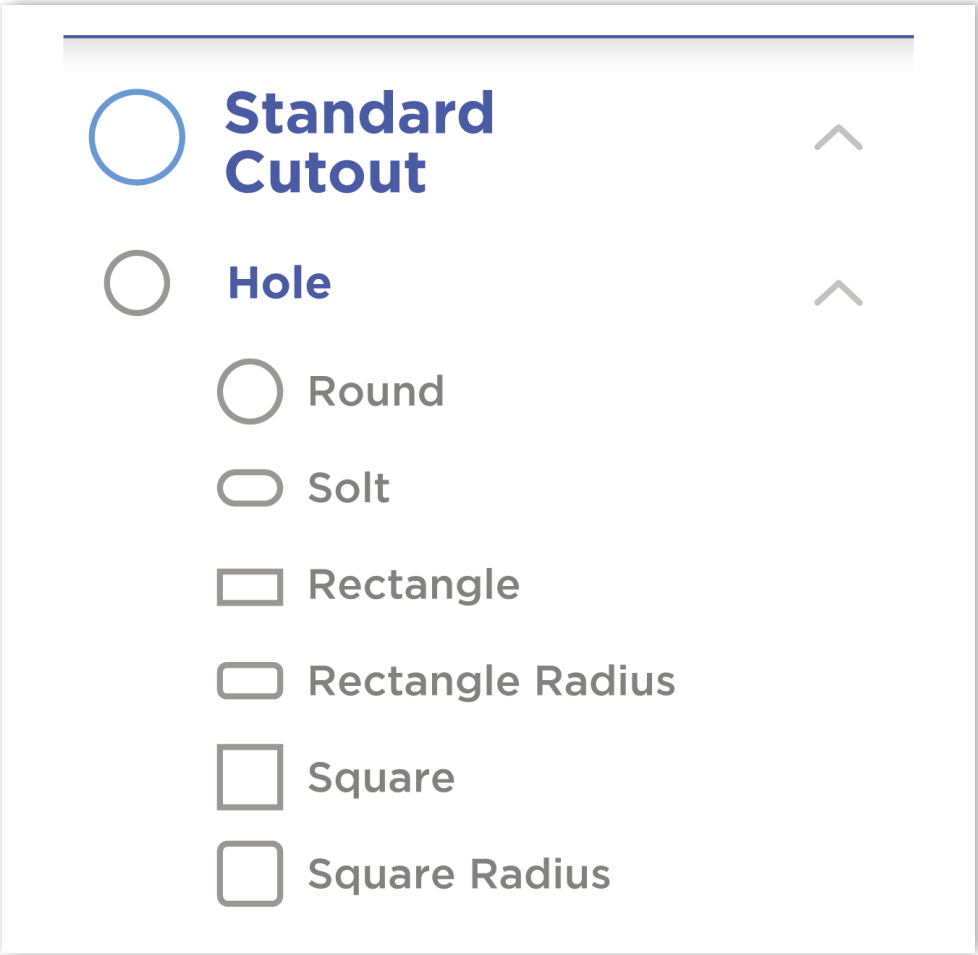 Standard
Cutout
Hole
Round
Solt
Rectangle
Rectangle Radius
Square
Square Radius